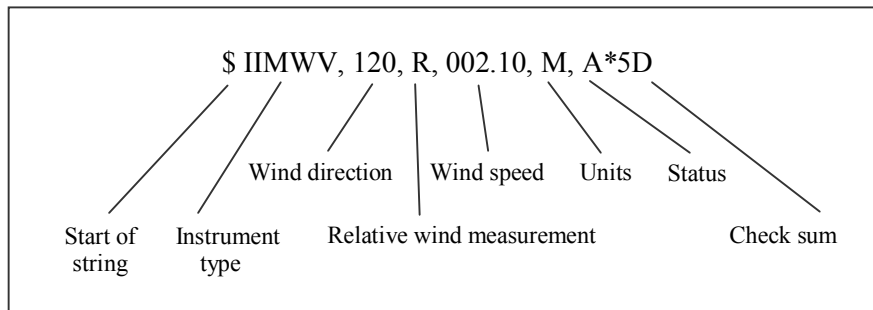 $ IIMWV, 120, R, 002.10, M, A*5D
Wind direction Wind speed Units Status
Start of string Instrument type Relative wind measurement Check sum